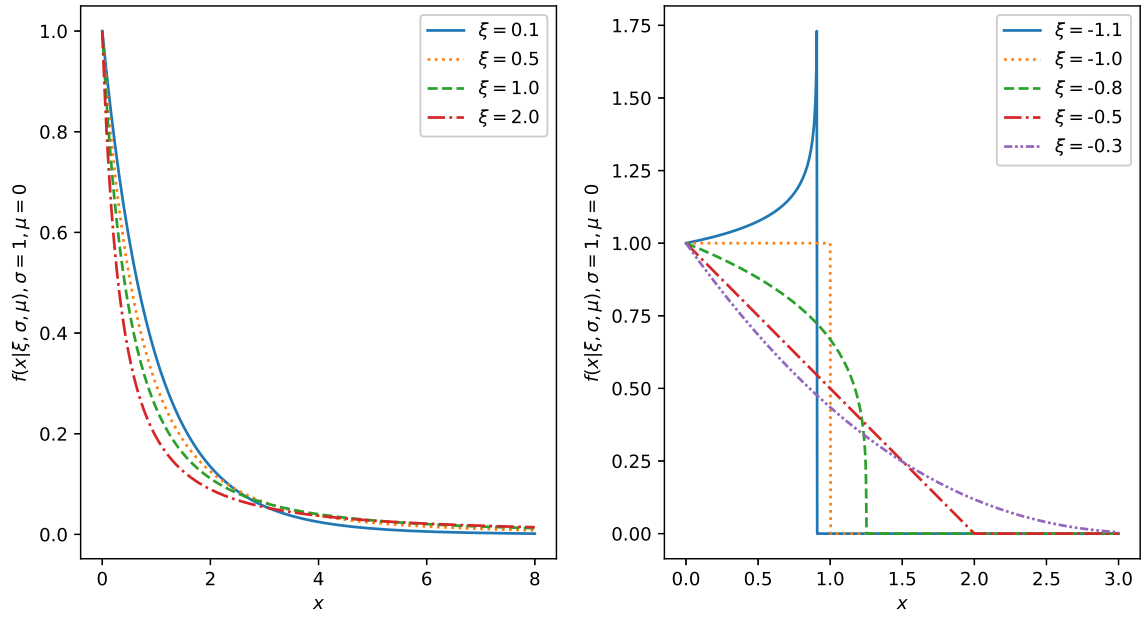 1.0
0.8
0.6
0.4
0.2
0.0
0 2 4 6 8
x
f(x|ξ, σ, μ), σ = 1, μ = 0
ξ = 0.1
ξ = 0.5
ξ = 1.0
ξ = 2.0
1.75
1.50
1.25
1.00
0.75
0.50
0.25
0.00
0.0 0.5 1.0 1.5 2.0 2.5 3.0
x
f(x|ξ, σ, μ), σ = 1, μ = 0
ξ = -1.1
ξ = -1.0
ξ = -0.8
ξ = -0.5
ξ = -0.3